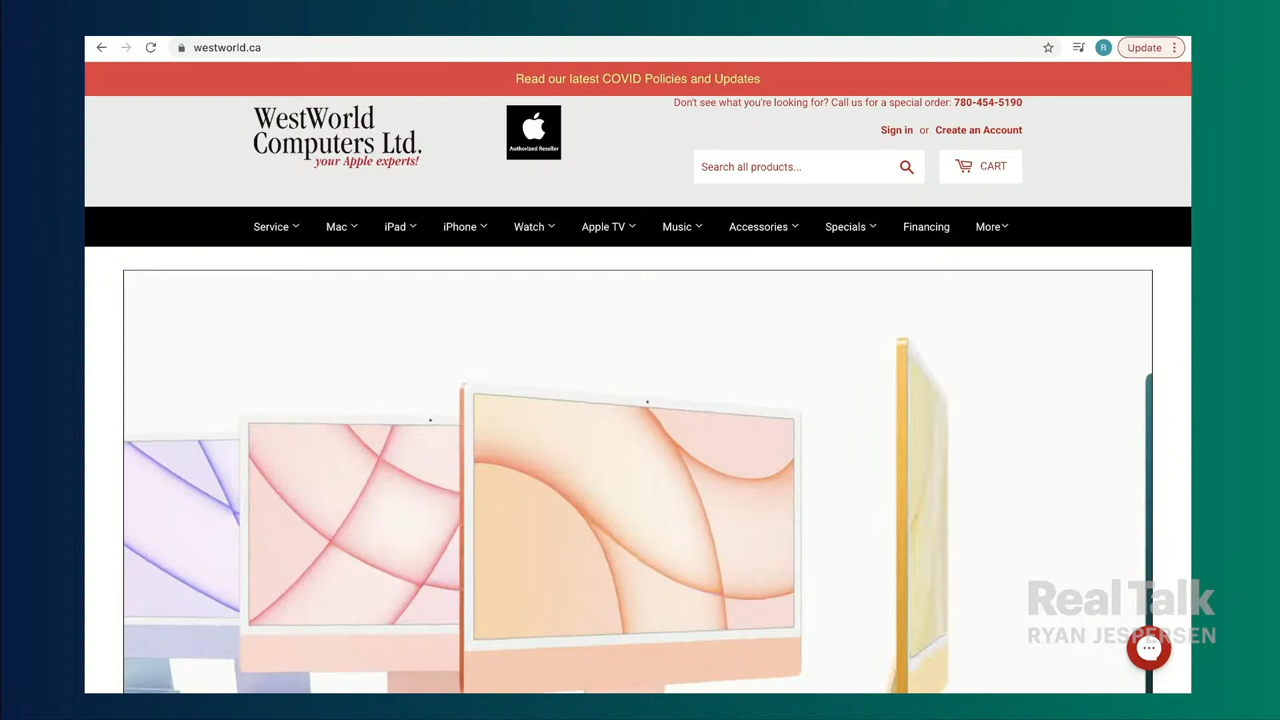 westworld.ca
R
Update
Read our latest COVID Policies and Updates
Don't see what you're looking for? Call us for a special order: 780-454-5190
WestWorld
Computers Ltd.
your Apple experts!
Authorized Reseller
Sign in or Create an Account
Search all products...
CART
Service Mac iPad iPhone Watch Apple TV Music Accessories Specials Financing More
Real Talk
RYAN JESPERSEN